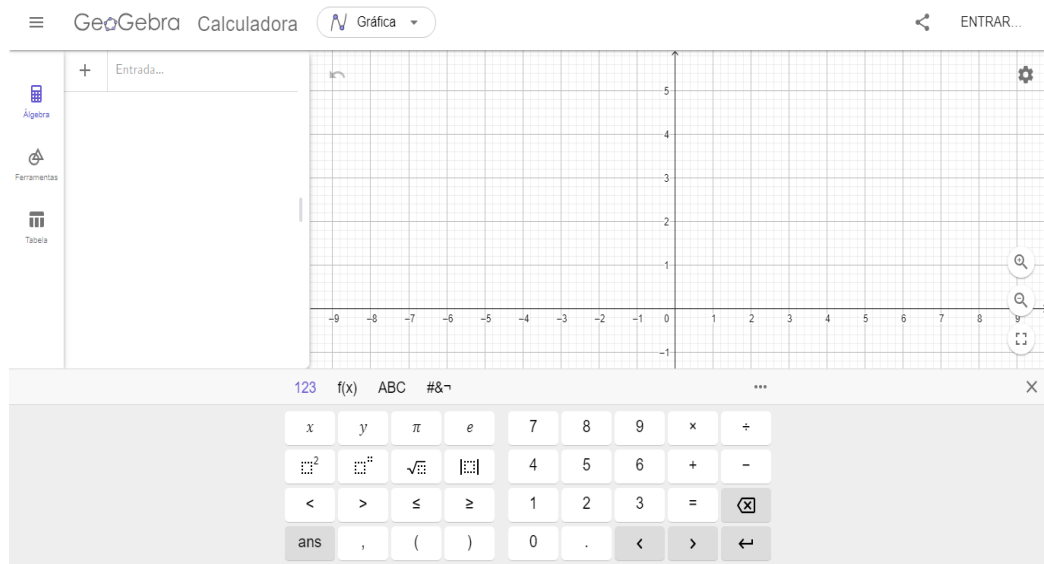 GeoGebra Calculadora Gráfica ENTRAR...
+ Entrada...
Álgebra
Ferramentas
Tabela
5
4
3
2
1
−9 −8 −7 −6 −5 −4 −3 −2 −1 0 1 2 3 4 5 6 7 8 9
−1
123 f(x) ABC #&¬ ...
x y π e 7 8 9 × ÷
2 √ 4 5 6 + −
< > ≤ ≥ 1 2 3 =
ans , ( ) 0 . < >